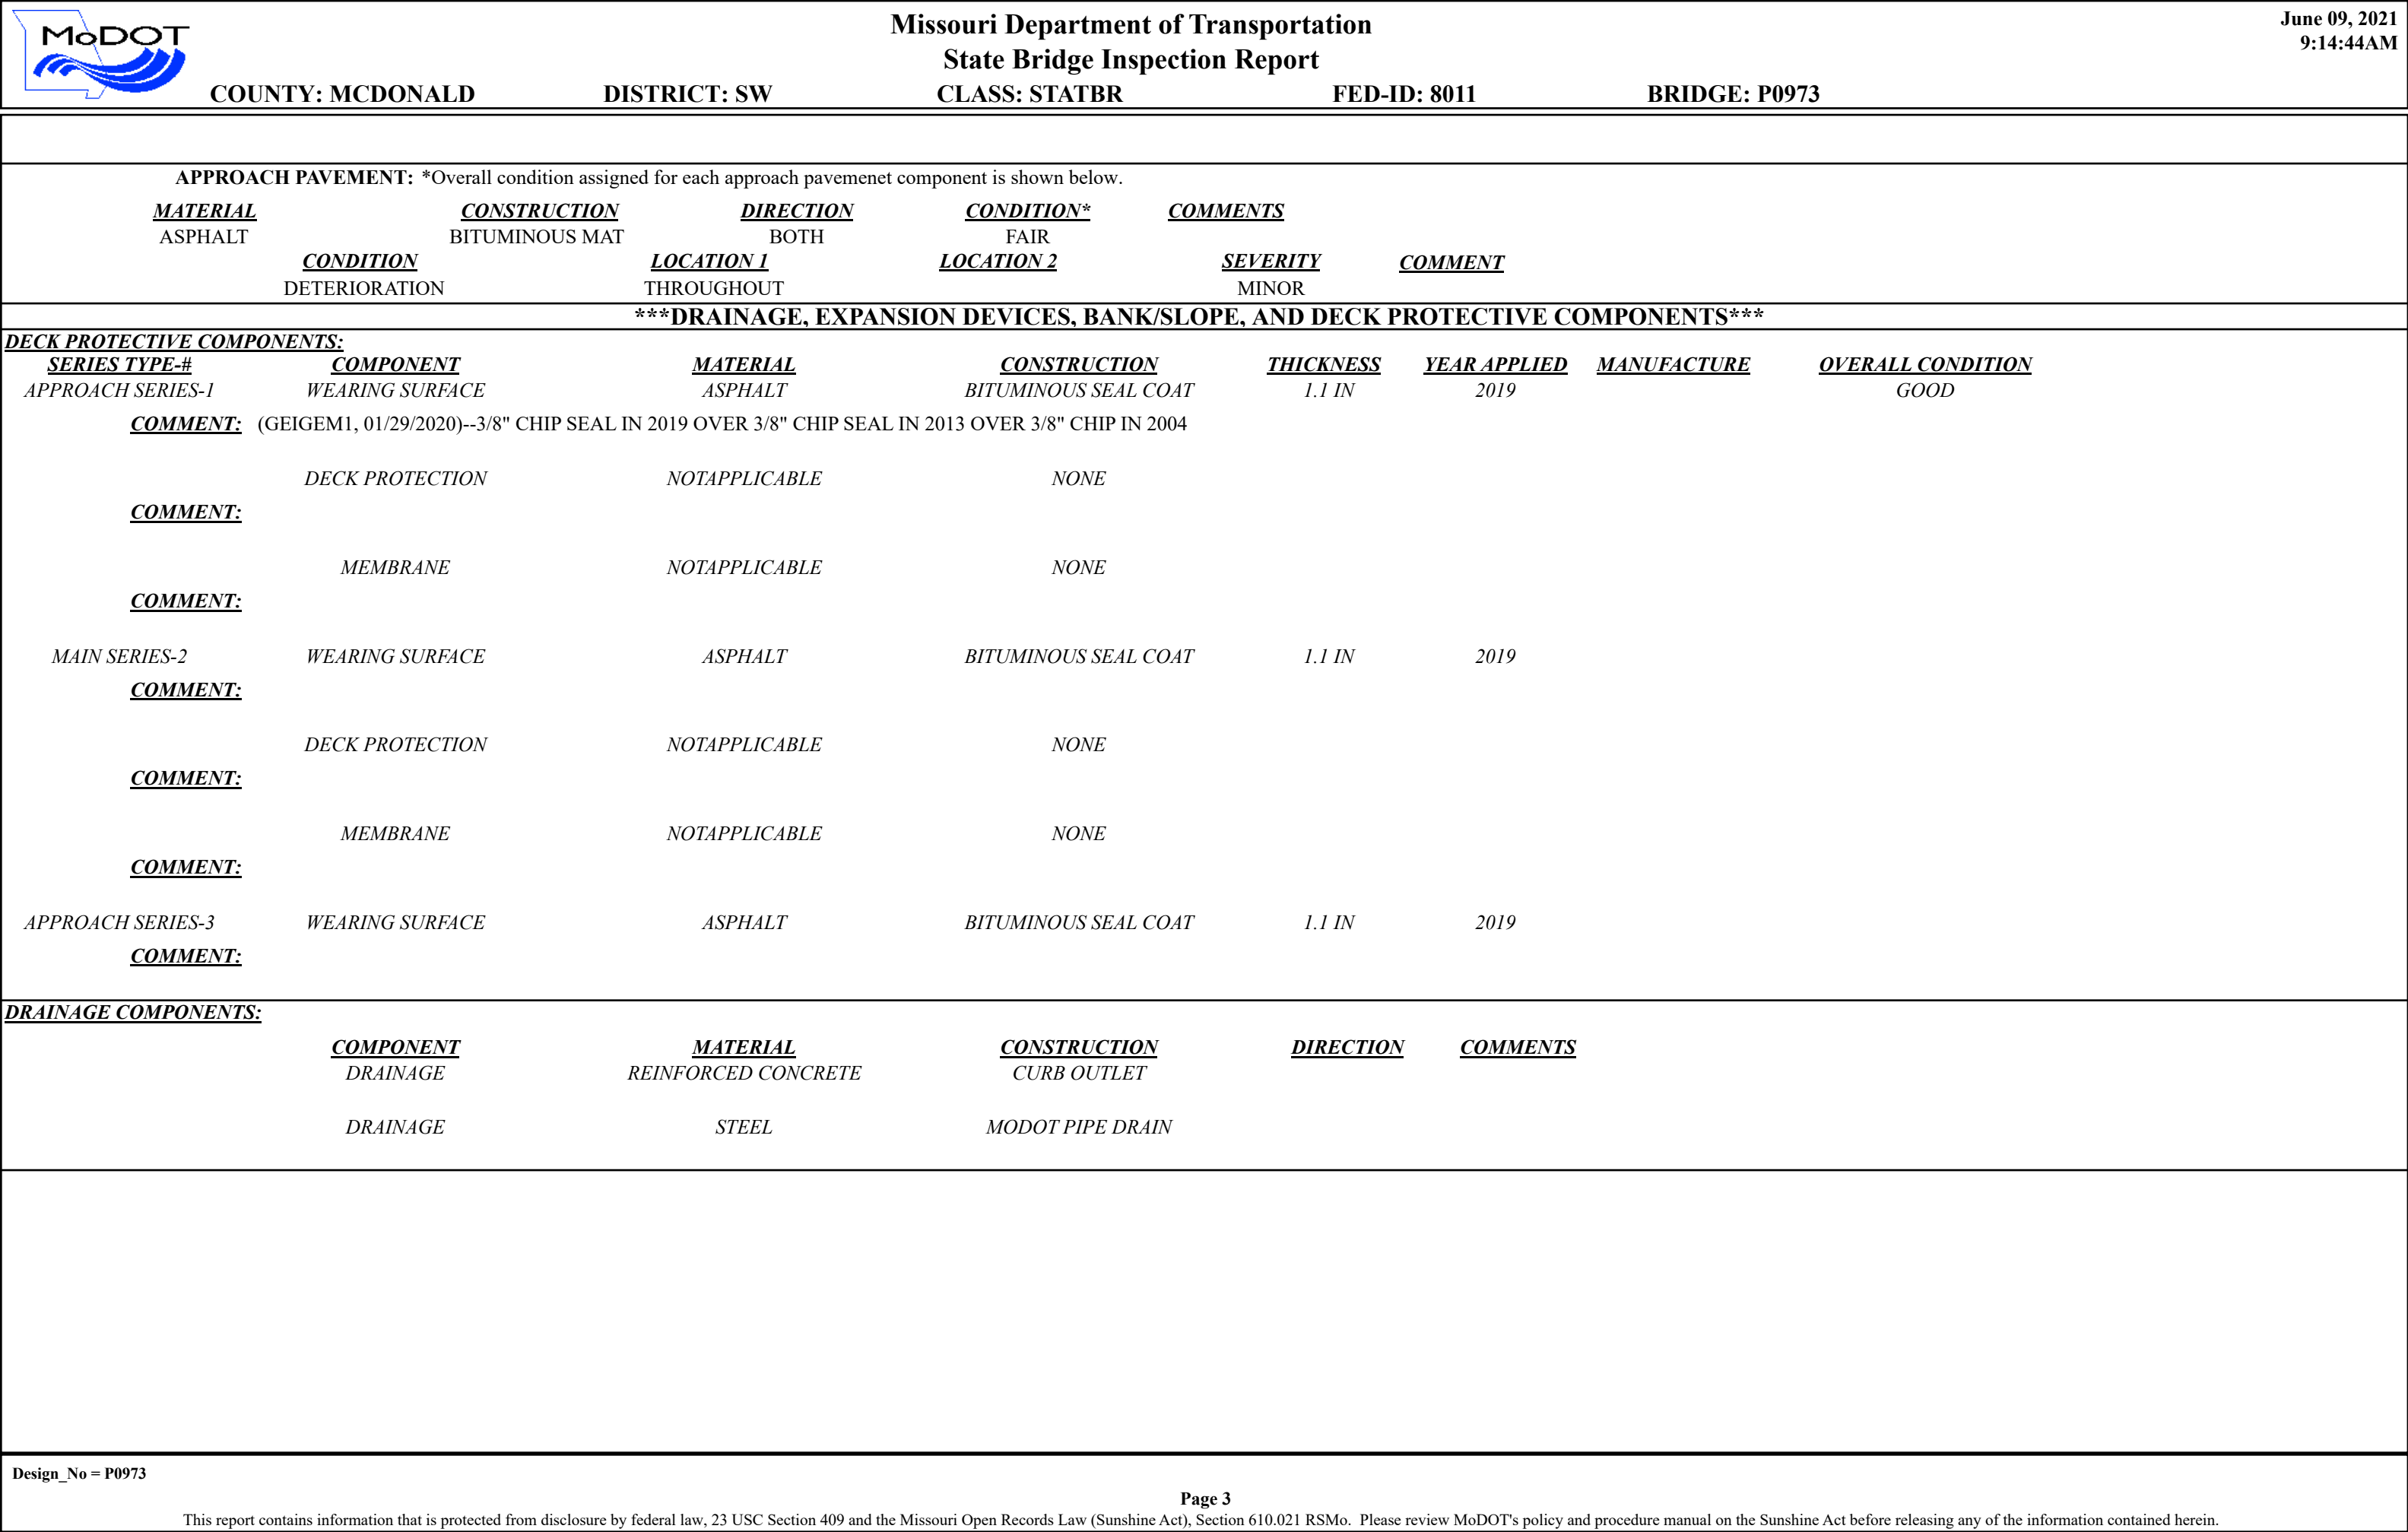 MoDOT
Missouri Department of Transportation
State Bridge Inspection Report
June 09, 2021
9:14:44AM
COUNTY: MCDONALD DISTRICT: SW CLASS: STATBR FED-ID: 8011 BRIDGE: P0973
APPROACH PAVEMENT: *Overall condition assigned for each approach pavemenet component is shown below.
MATERIAL CONSTRUCTION DIRECTION CONDITION* COMMENTS
ASPHALT BITUMINOUS MAT BOTH FAIR
CONDITION LOCATION 1 LOCATION 2 SEVERITY COMMENT
DETERIORATION THROUGHOUT MINOR
***DRAINAGE, EXPANSION DEVICES, BANK/SLOPE, AND DECK PROTECTIVE COMPONENTS***
DECK PROTECTIVE COMPONENTS:
SERIES TYPE-# COMPONENT MATERIAL CONSTRUCTION THICKNESS YEAR APPLIED MANUFACTURE OVERALL CONDITION
APPROACH SERIES-1 WEARING SURFACE ASPHALT BITUMINOUS SEAL COAT 1.1 IN 2019 GOOD
COMMENT: (GEIGEM1, 01/29/2020)--3/8" CHIP SEAL IN 2019 OVER 3/8" CHIP SEAL IN 2013 OVER 3/8" CHIP IN 2004
DECK PROTECTION NOTAPPLICABLE NONE
COMMENT:
MEMBRANE NOTAPPLICABLE NONE
COMMENT:
MAIN SERIES-2 WEARING SURFACE ASPHALT BITUMINOUS SEAL COAT 1.1 IN 2019
COMMENT:
DECK PROTECTION NOTAPPLICABLE NONE
COMMENT:
MEMBRANE NOTAPPLICABLE NONE
COMMENT:
APPROACH SERIES-3 WEARING SURFACE ASPHALT BITUMINOUS SEAL COAT 1.1 IN 2019
COMMENT:
DRAINAGE COMPONENTS:
COMPONENT MATERIAL CONSTRUCTION DIRECTION COMMENTS
DRAINAGE REINFORCED CONCRETE CURB OUTLET
DRAINAGE STEEL MODOT PIPE DRAIN
Design_No = P0973
Page 3
This report contains information that is protected from disclosure by federal law, 23 USC Section 409 and the Missouri Open Records Law (Sunshine Act), Section 610.021 RSMo. Please review MoDOT's policy and procedure manual on the Sunshine Act before releasing any of the information contained herein.